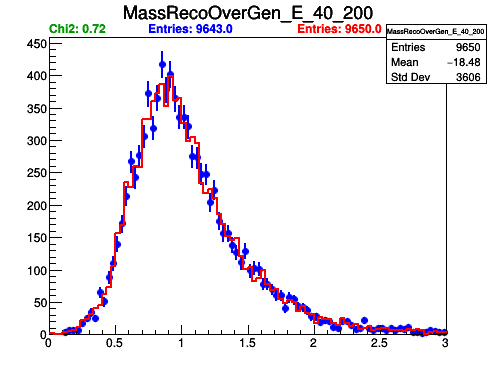 MassRecoOverGen_E_40_200
Chi2: 0.72 Entries: 9643.0 Entries: 9650.0
MassRecoOverGen_E_40_200
Entries 9650
Mean −18.48
Std Dev 3606
450
400
350
300
250
200
150
100
50
0
0 0.5 1 1.5 2 2.5 3